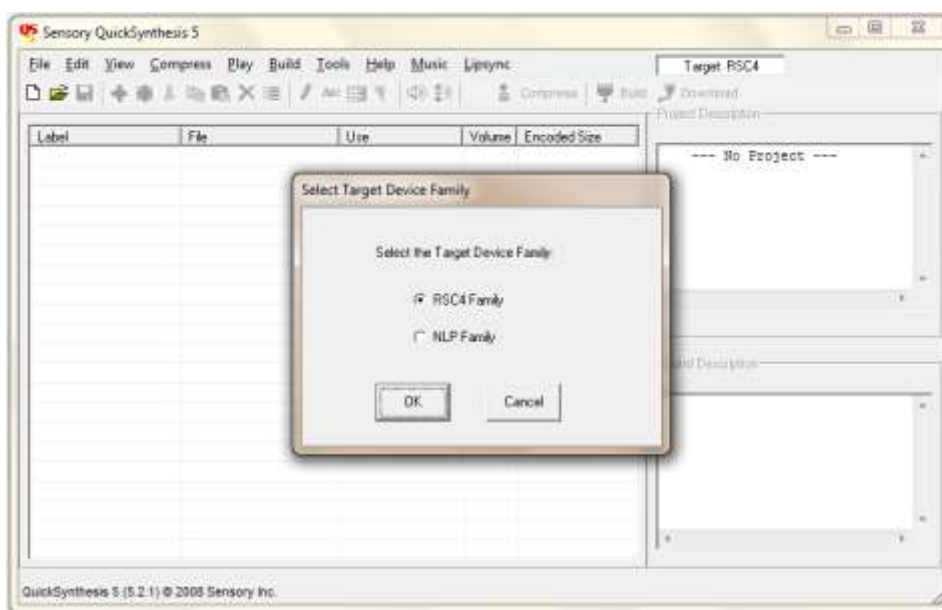 Sensory QuickSynthesis 5
File Edit View Compress Play Build Tools Help Music Lipsync
Target RSC4
Compress Build Download
Project Description
Label File Use Volume Encoded Size
--- No Project ---
Select Target Device Family
Select the Target Device Family:
RSC4 Family
NLP Family
Description
OK Cancel
QuickSynthesis 5 (5.2.1) © 2008 Sensory Inc.